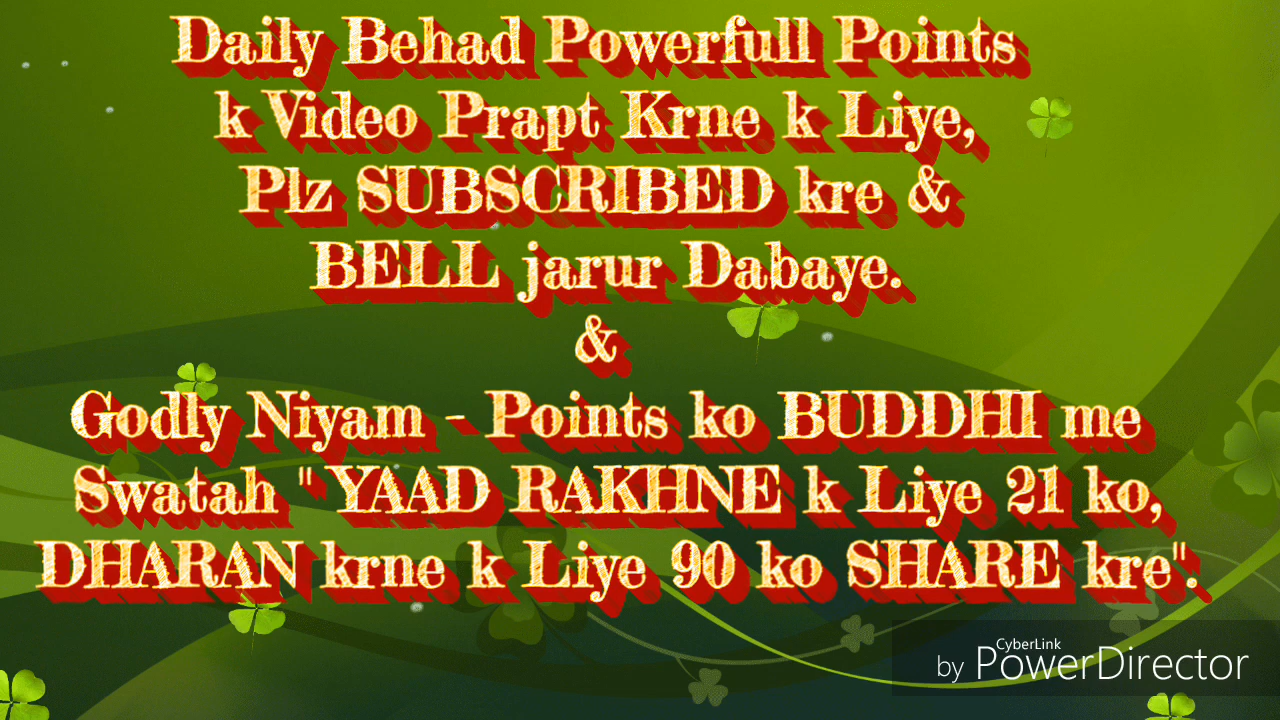 Daily Behad Powerfull Points
k Video Prapt Krne k Liye,
Plz SUBSCRIBED kre &
BELL jarur Dabaye.
&
Godly Niyam - Points ko BUDDHI me
Swatah " YAAD RAKHNE k Liye 21 ko,
DHARAN krne k Liye 90 ko SHARE kre".
CyberLink
by PowerDirector